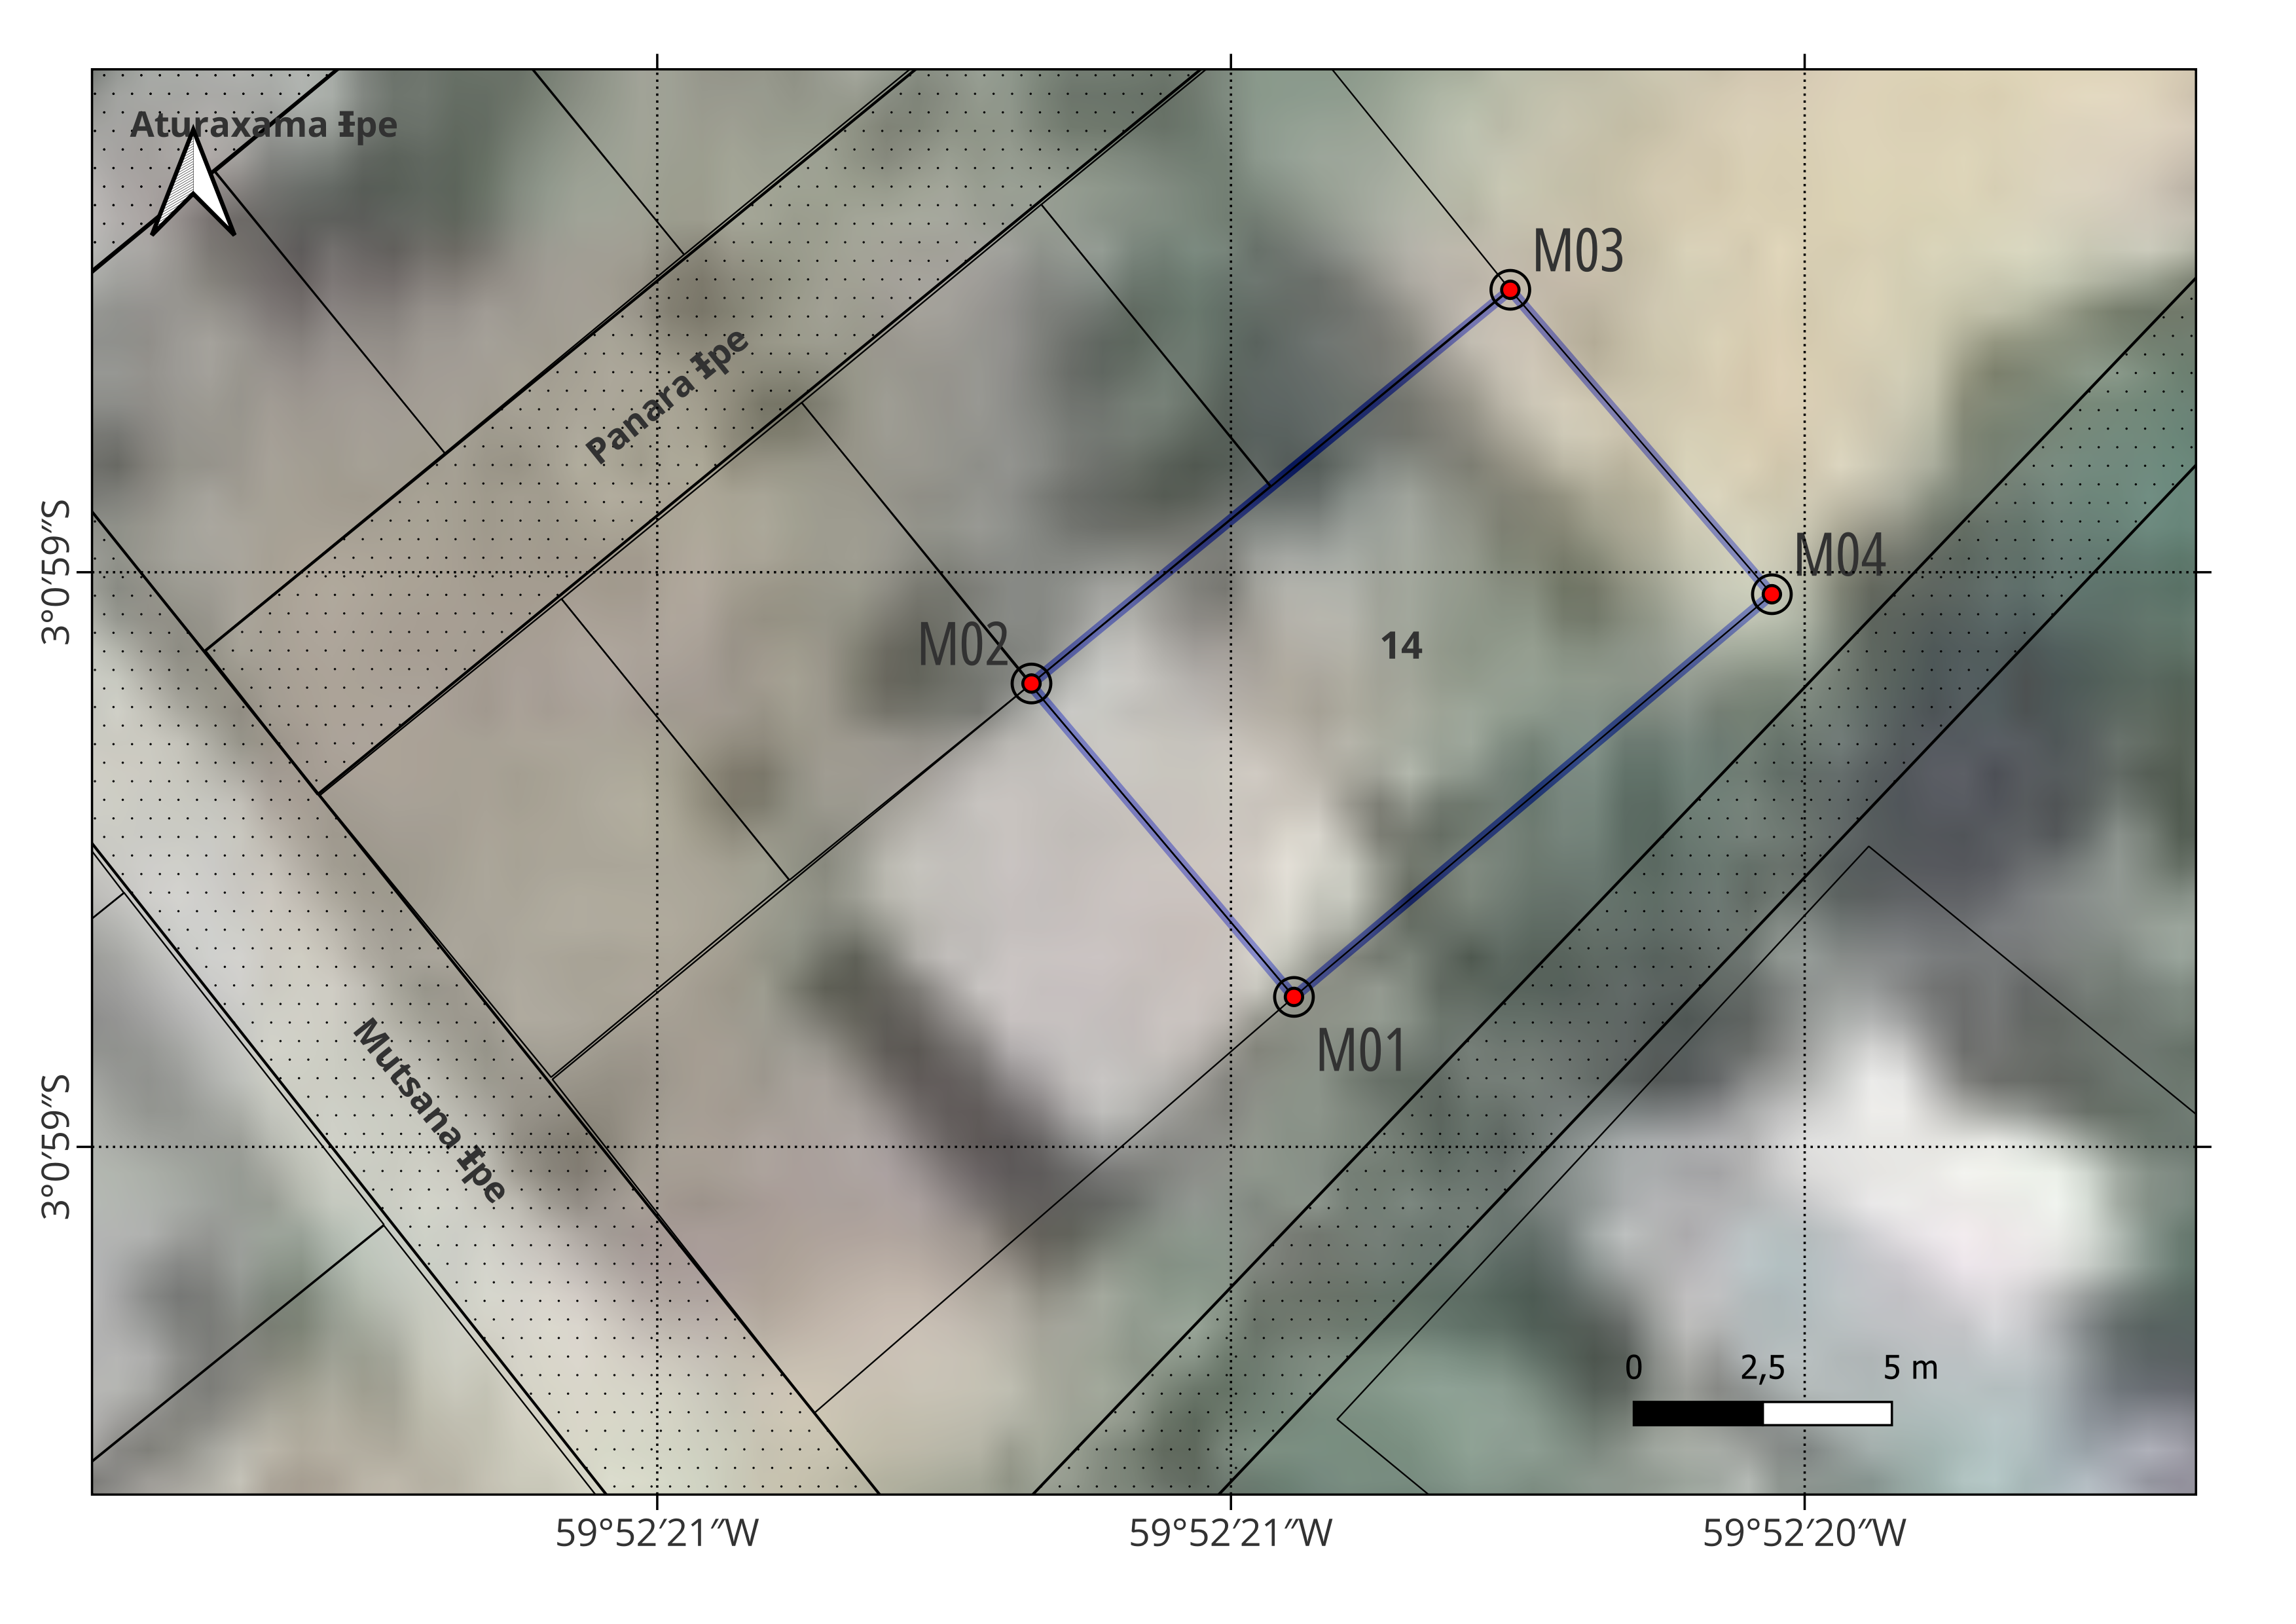 Aturaxama Ɨpe
M03
Panara Ɨpe
M04
3°0′59″S
M02
14
M01
Mutsana Ɨpe
3°0′59″S
0 2,5 5 m
59°52′21″W 59°52′21″W 59°52′20″W